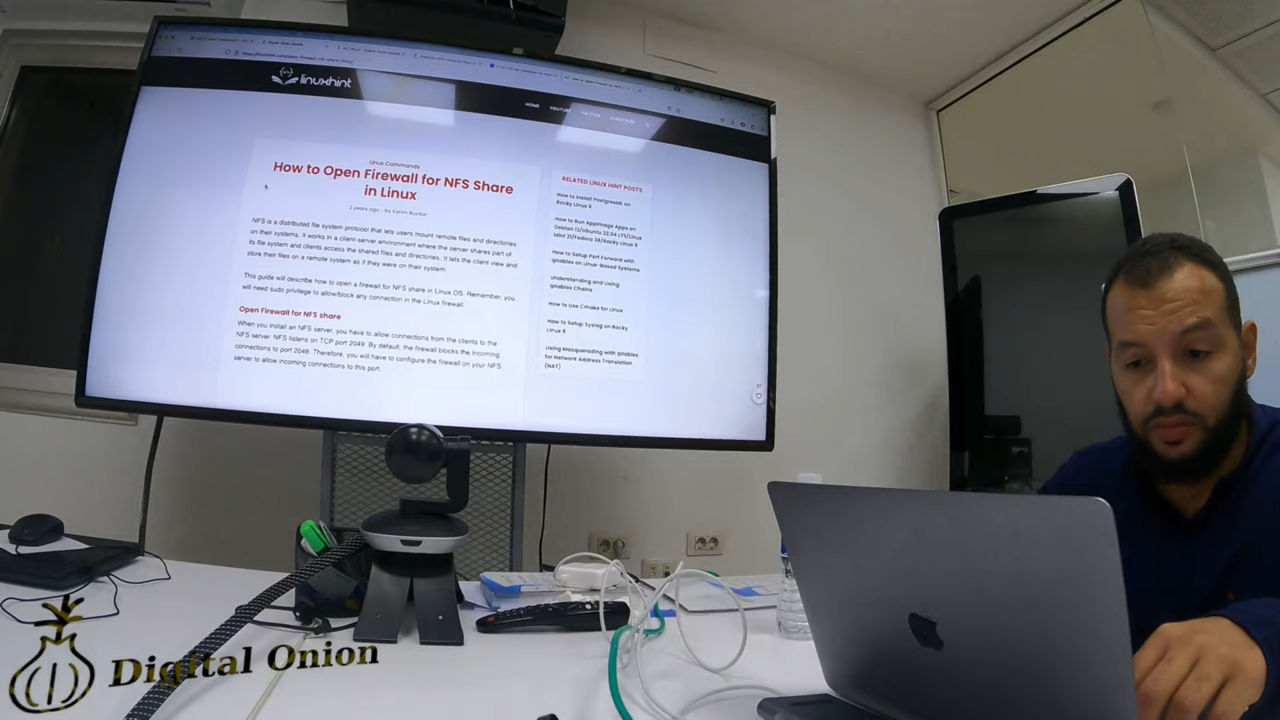 linuxhint
HOME
Linux Commands
How to Open Firewall for NFS Share
in Linux
2 years ago • by Karim Buzdar
NFS is a distributed file system protocol that lets users mount remote files and directories
on their systems. It works in a client-server environment where the server shares part of
its file system and clients access the shared files and directories. It lets the client view and
store their files on a remote system as if they were on their system.
This guide will describe how to open a firewall for NFS share in Linux OS. Remember, you
will need sudo privilege to allow/block any connection in the Linux firewall.
Open Firewall for NFS share
When you install an NFS server, you have to allow connections from the clients to the
NFS server. NFS listens on TCP port 2049. By default, the firewall blocks the incoming
connections to port 2049. Therefore, you will have to configure the firewall on your NFS
server to allow incoming connections to this port.
RELATED LINUX HINT POSTS
How to Install PostgreSQL on
Rocky Linux 9
How to Run AppImage Apps on
Debian 12/Ubuntu 22.04 LTS/Linux
Mint 21/Fedora 38/Rocky Linux 9
How to Setup Port Forward with
iptables on Linux-Based Systems
Understanding and Using
iptables Chains
How to Use Cmake for Linux
How to Setup Syslog on Rocky
Linux 8
Using Masquerading with iptables
for Network Address Translation
(NAT)
Digital Onion